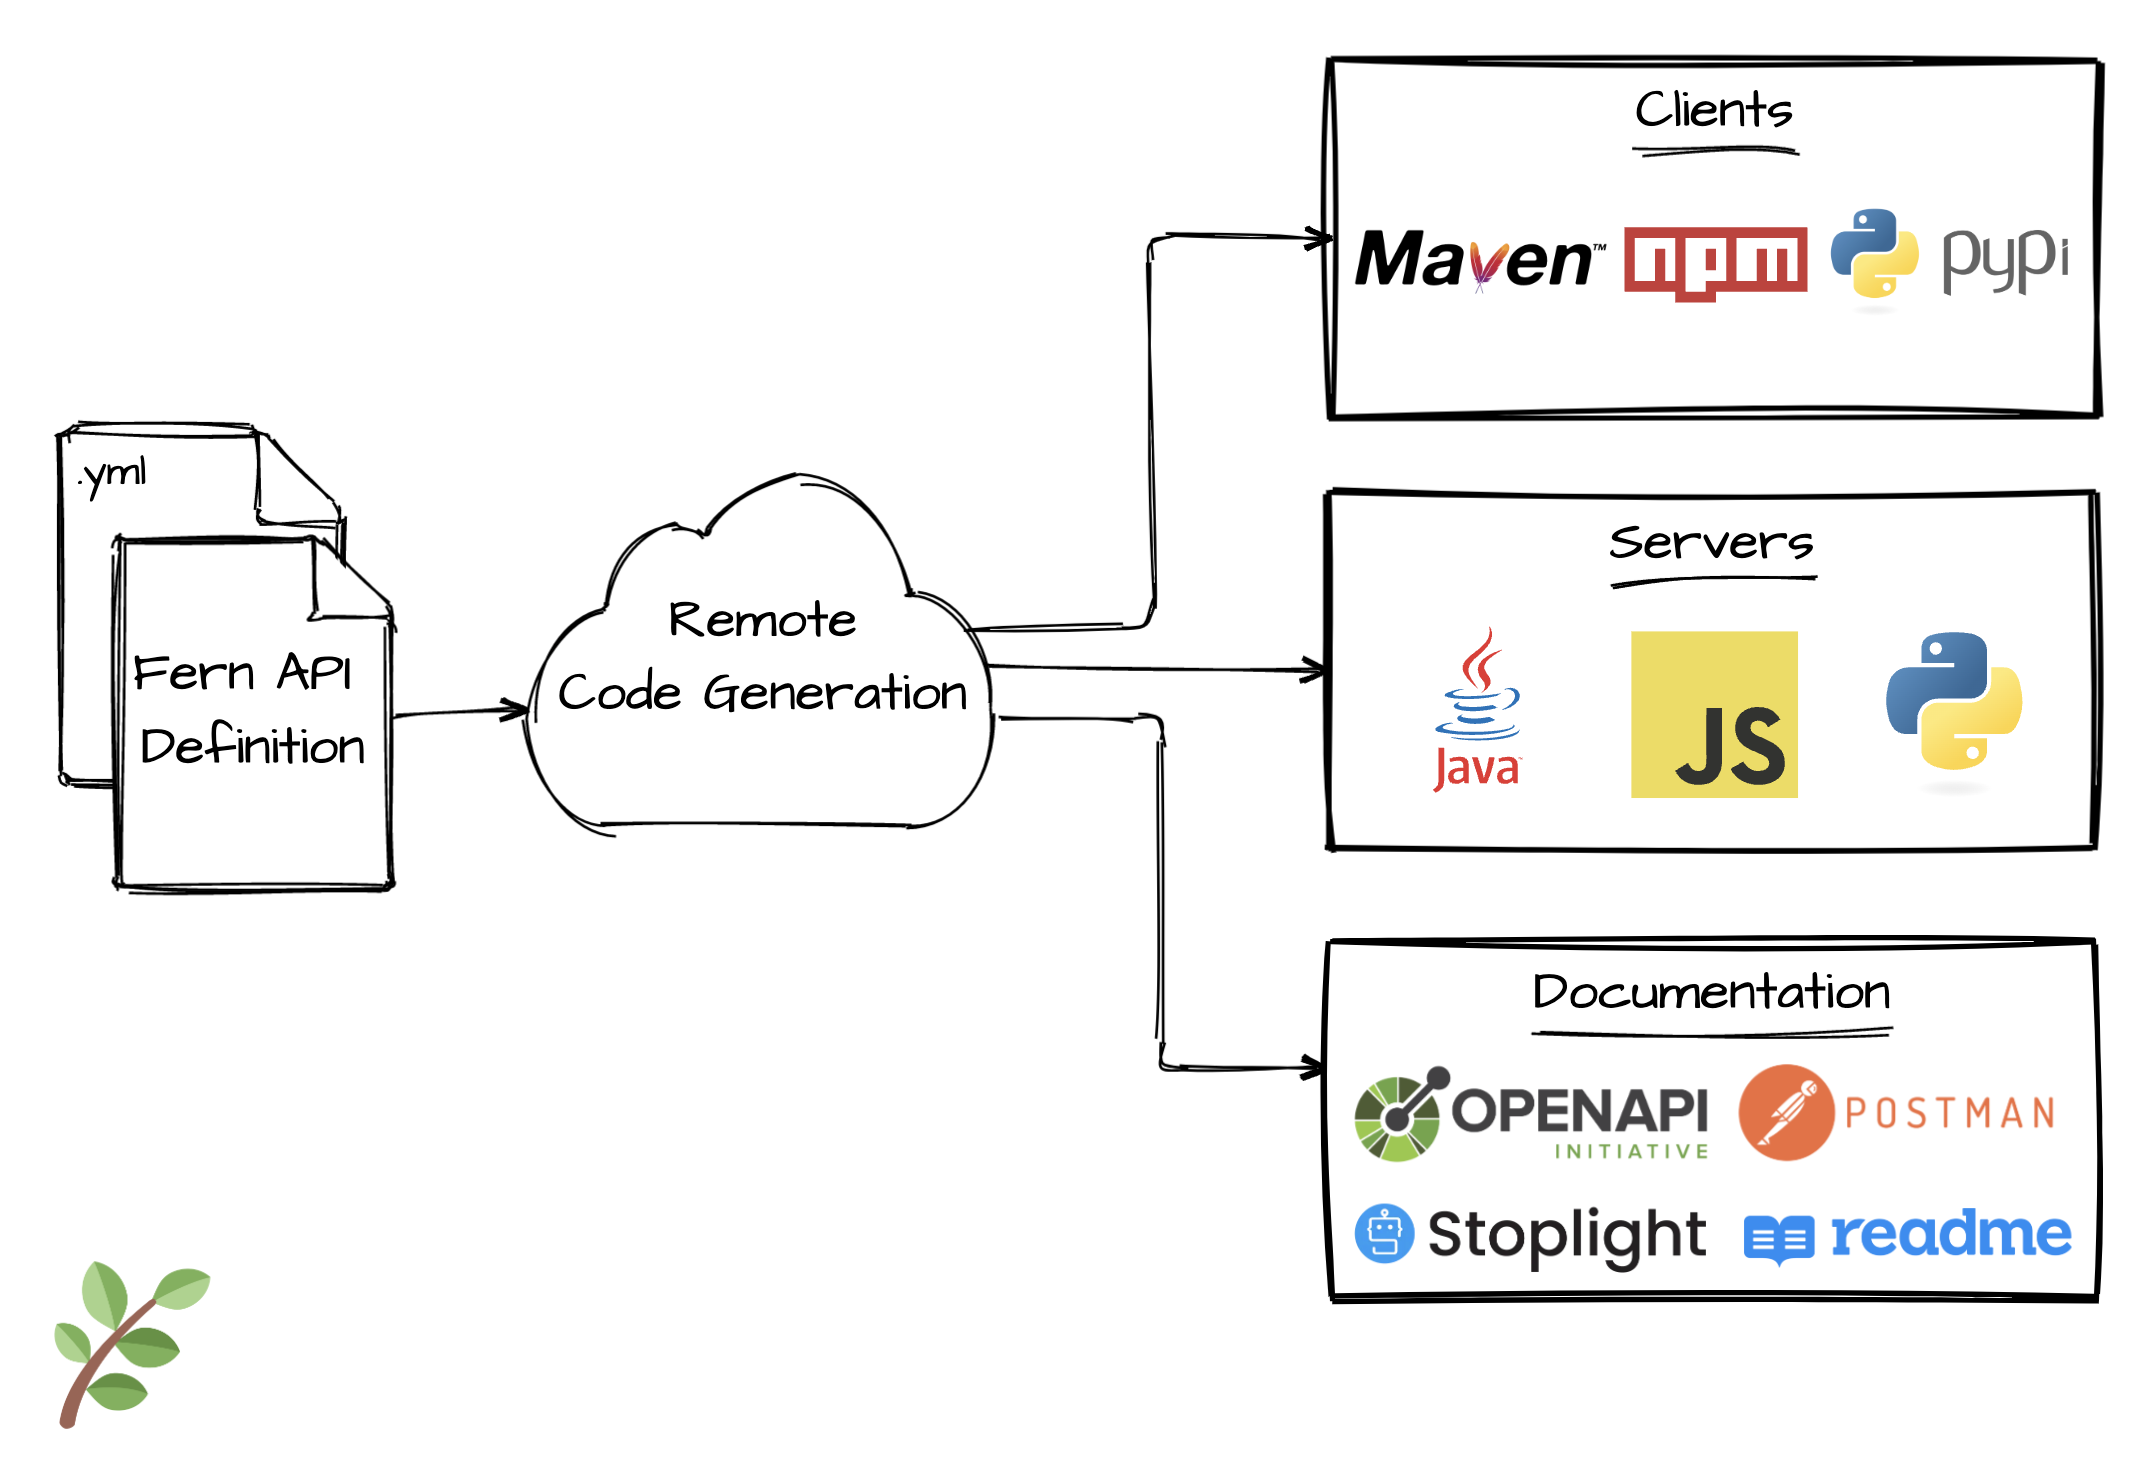 .yml
Fern API
Definition
Remote
Code Generation
Clients
Maven™
npm
pypi
Servers
Java™
JS
Documentation
OPENAPI
INITIATIVE
POSTMAN
Stoplight
readme